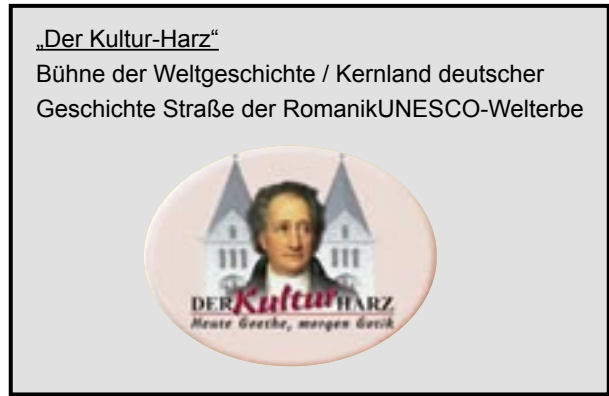 „Der Kultur-Harz“
Bühne der Weltgeschichte / Kernland deutscher
Geschichte Straße der RomanikUNESCO-Welterbe
DER Kultur HARZ
Heute Goethe, morgen Gotik